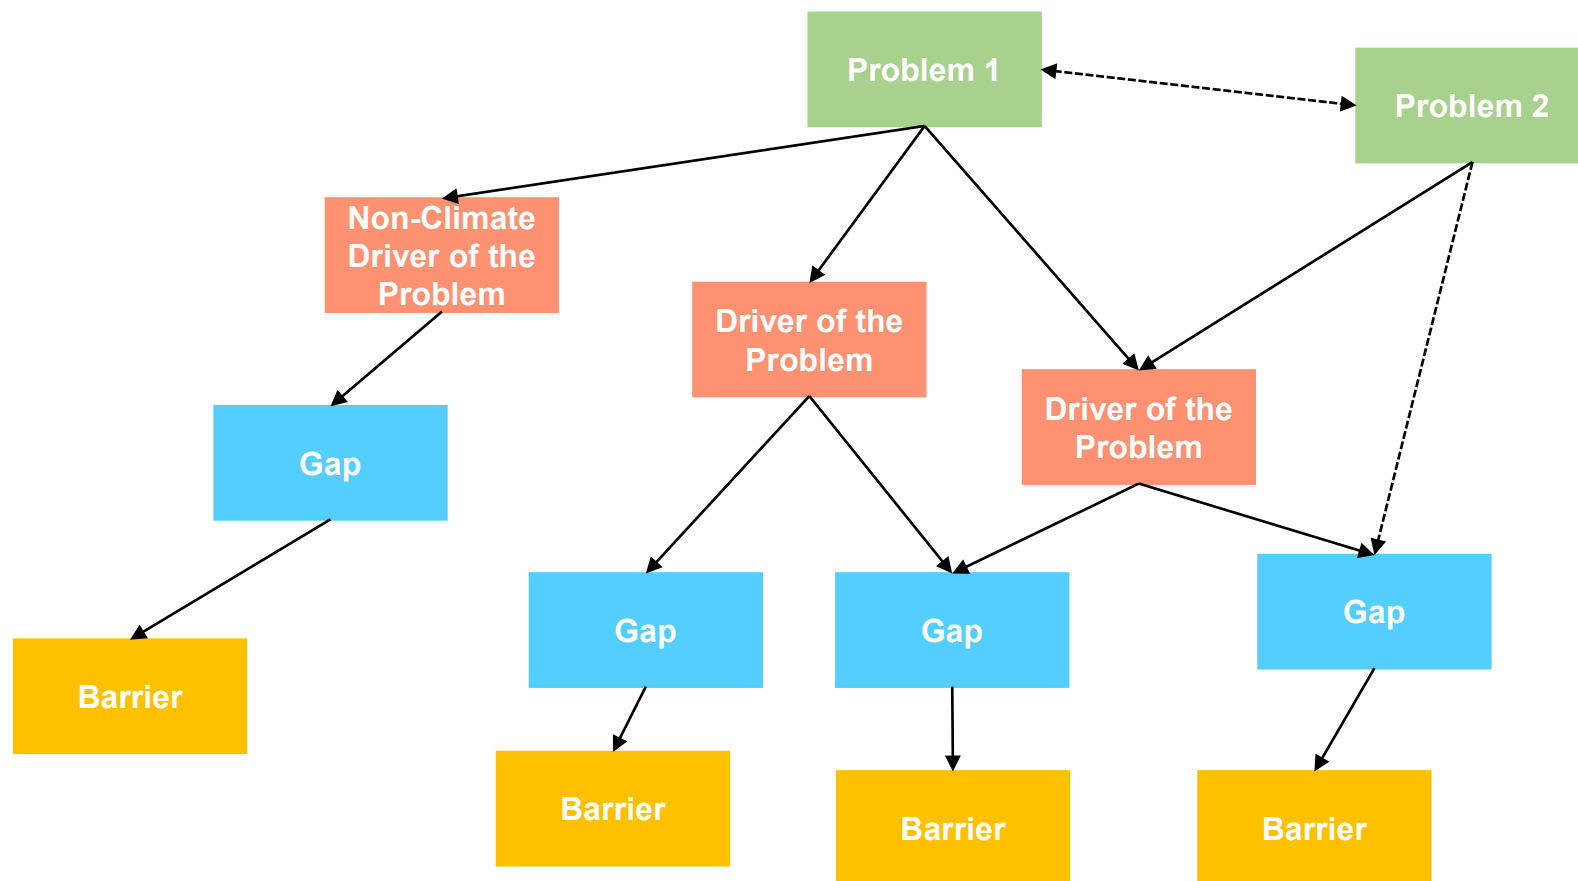 Problem 1
Problem 2
Non-Climate
Driver of the
Problem
Driver of the
Problem
Driver of the
Problem
Gap
Gap
Gap
Gap
Barrier
Barrier
Barrier
Barrier